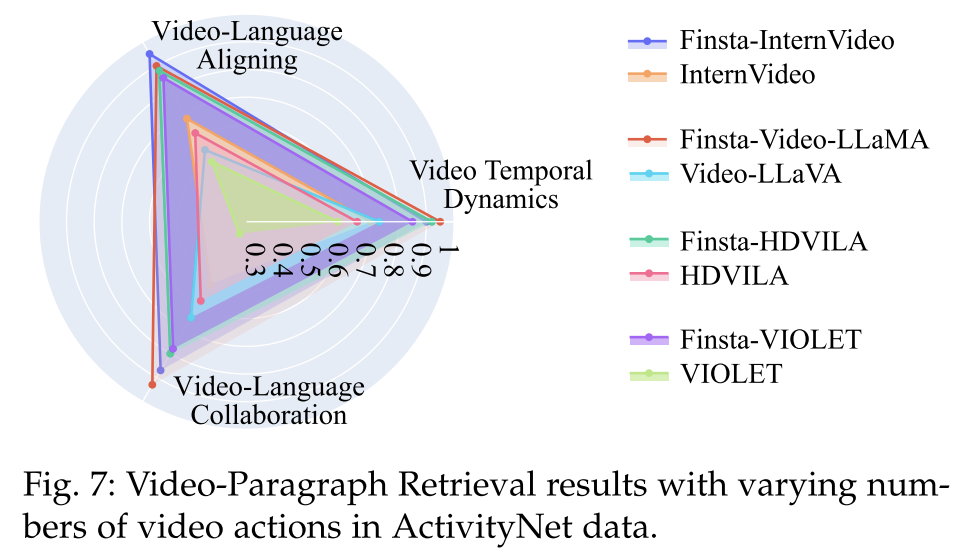 Video-Language
Aligning
Video Temporal
Dynamics
0.3
0.4
0.5
0.6
0.7
0.8
0.9
1
Video-Language
Collaboration
Finsta-InternVideo
InternVideo
Finsta-Video-LLaMA
Video-LLaVA
Finsta-HDVILA
HDVILA
Finsta-VIOLET
VIOLET
Fig. 7: Video-Paragraph Retrieval results with varying num-
bers of video actions in ActivityNet data.